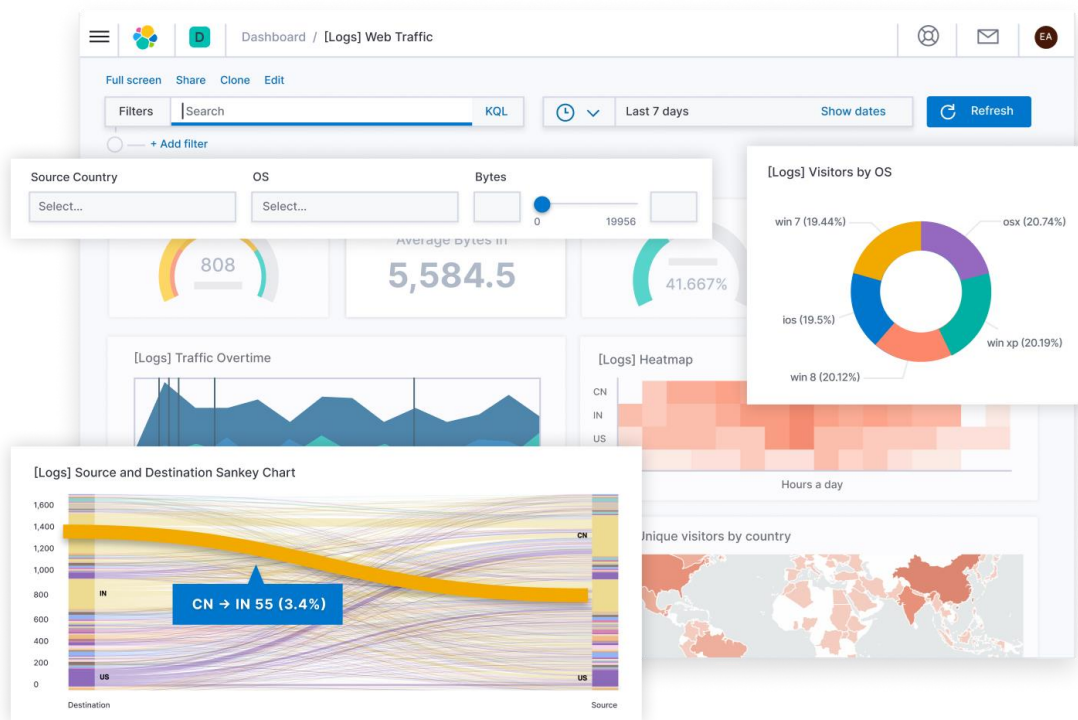 D
Dashboard / [Logs] Web Traffic
EA
Full screen Share Clone Edit
Filters Search KQL
Last 7 days Show dates
Refresh
+ Add filter
Source Country OS Bytes
Select... Select...
0 19956
[Logs] Visitors by OS
win 7 (19.44%) osx (20.74%)
ios (19.5%)
win xp (20.19%)
win 8 (20.12%)
808
Average Bytes In
5,584.5
41.667%
[Logs] Traffic Overtime
[Logs] Heatmap
CN
IN
US
Hours a day
[Logs] Source and Destination Sankey Chart
1,600
1,400
1,200
1,000
800
600
400
200
0
CN
IN
US
US
CN → IN 55 (3.4%)
Destination Source
Unique visitors by country